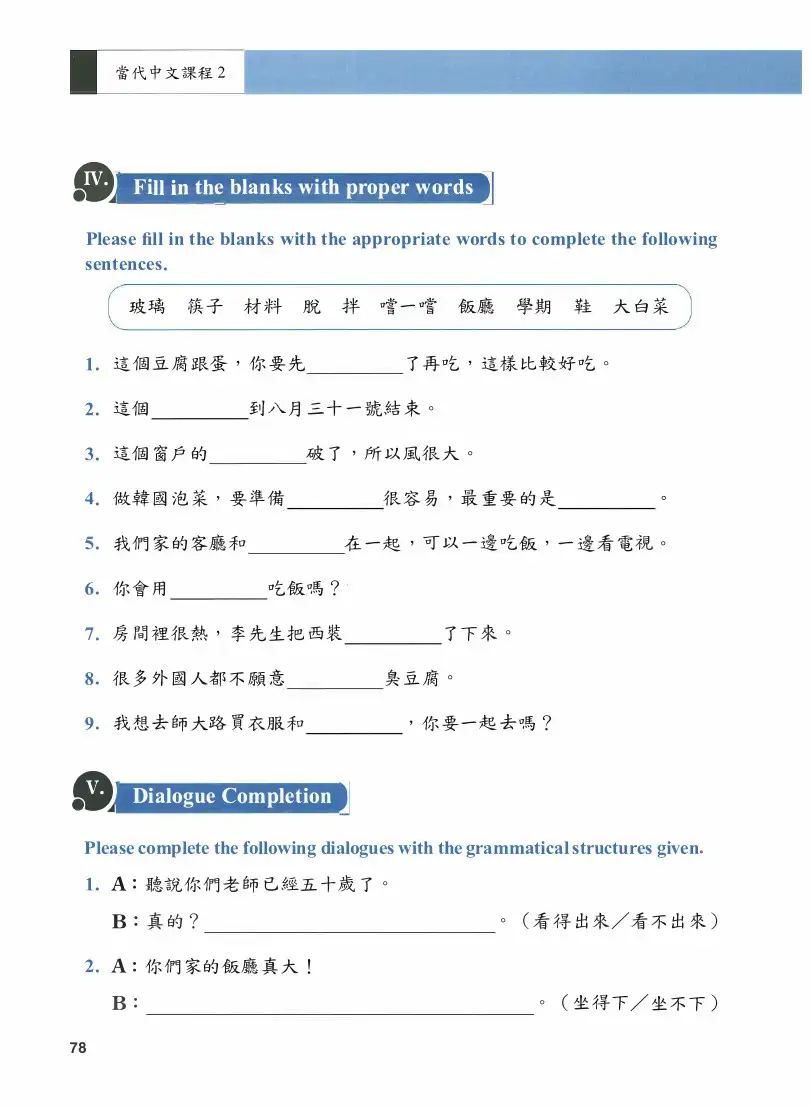 當代中文課程 2
IV. Fill in the blanks with proper words
Please fill in the blanks with the appropriate words to complete the following
sentences.
玻璃 筷子 材料 脫 拌 嚐一嚐 飯廳 學期 鞋 大白菜
1. 這個豆腐跟蛋，你要先__________了再吃，這樣比較好吃。
2. 這個__________到八月三十一號結束。
3. 這個窗戶的__________破了，所以風很大。
4. 做韓國泡菜，要準備__________很容易，最重要的是__________。
5. 我們家的客廳和__________在一起，可以一邊吃飯，一邊看電視。
6. 你會用__________吃飯嗎？
7. 房間裡很熱，李先生把西裝__________了下來。
8. 很多外國人都不願意__________臭豆腐。
9. 我想去師大路買衣服和__________，你要一起去嗎？
V. Dialogue Completion
Please complete the following dialogues with the grammatical structures given.
1. A：聽說你們老師已經五十歲了。
B：真的？______________________________。（看得出來／看不出來）
2. A：你們家的飯廳真大！
B：________________________________________。（坐得下／坐不下）
78